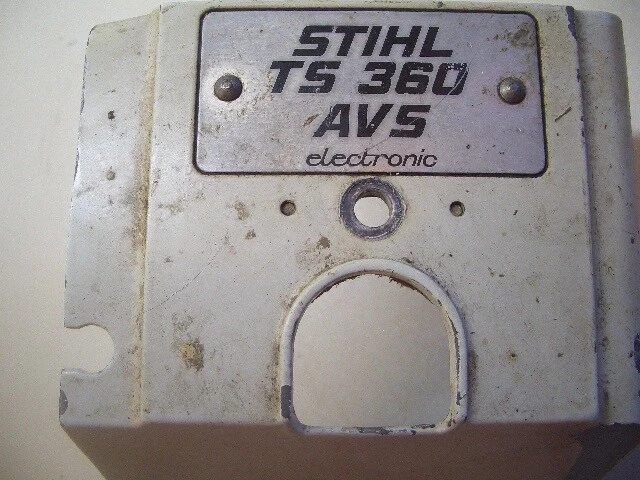 STIHL
TS 360
AVS
electronic